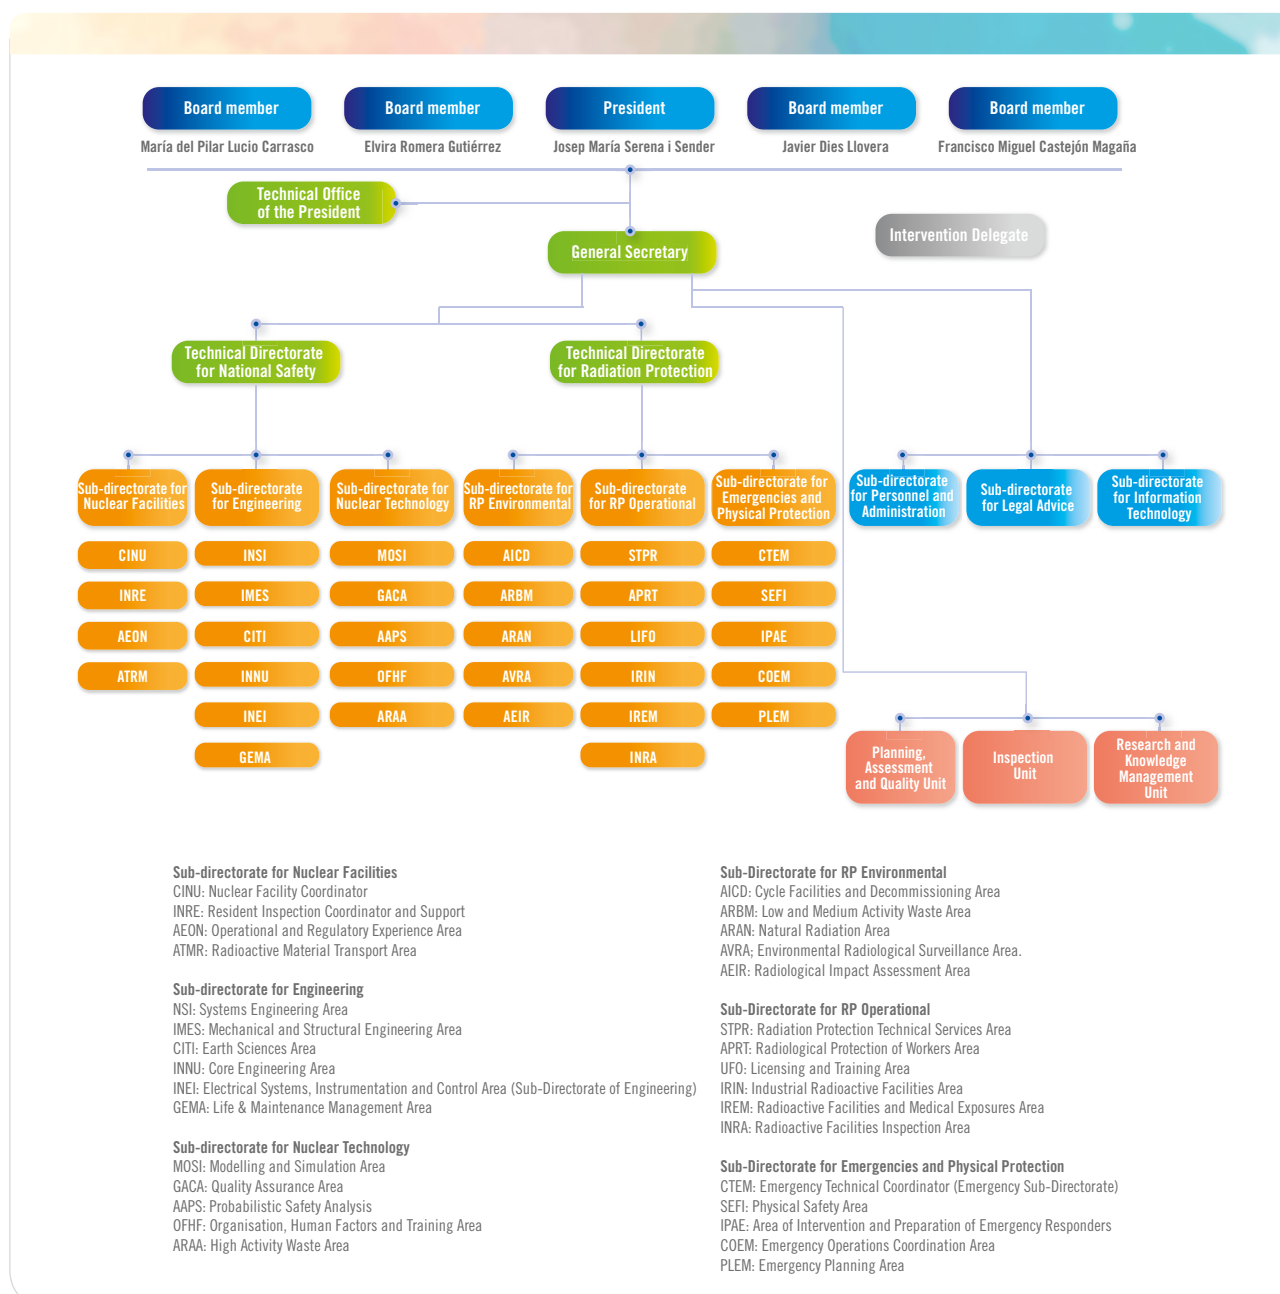 Board member
Board member
President
Board member
Board member
María del Pilar Lucio Carrasco
Elvira Romera Gutiérrez
Josep María Serena i Sender
Javier Dies Llovera
Francisco Miguel Castejón Magaña
Technical Office
of the President
Intervention Delegate
General Secretary
Technical Directorate
for National Safety
Technical Directorate
for Radiation Protection
Sub-directorate for
Nuclear Facilities
Sub-directorate
for Engineering
Sub-directorate for
Nuclear Technology
Sub-directorate for
RP Environmental
Sub-directorate
for RP Operational
Sub-directorate for
Emergencies and
Physical Protection
Sub-directorate
for Personnel and
Administration
Sub-directorate
for Legal Advice
Sub-directorate
for Information
Technology
CINU
INSI
MOSI
AICD
STPR
CTEM
INRE
IMES
GACA
ARBM
APRT
SEFI
AEON
CITI
AAPS
ARAN
LIFO
IPAE
ATRM
INNU
OFHF
AVRA
IRIN
COEM
INEI
ARAA
AEIR
IREM
PLEM
GEMA
INRA
Planning,
Assessment
and Quality Unit
Inspection
Unit
Research and
Knowledge
Management
Unit
Sub-directorate for Nuclear Facilities
CINU: Nuclear Facility Coordinator
INRE: Resident Inspection Coordinator and Support
AEON: Operational and Regulatory Experience Area
ATMR: Radioactive Material Transport Area
Sub-directorate for Engineering
NSI: Systems Engineering Area
IMES: Mechanical and Structural Engineering Area
CITI: Earth Sciences Area
INNU: Core Engineering Area
INEI: Electrical Systems, Instrumentation and Control Area (Sub-Directorate of Engineering)
GEMA: Life & Maintenance Management Area
Sub-directorate for Nuclear Technology
MOSI: Modelling and Simulation Area
GACA: Quality Assurance Area
AAPS: Probabilistic Safety Analysis
OFHF: Organisation, Human Factors and Training Area
ARAA: High Activity Waste Area
Sub-Directorate for RP Environmental
AICD: Cycle Facilities and Decommissioning Area
ARBM: Low and Medium Activity Waste Area
ARAN: Natural Radiation Area
AVRA; Environmental Radiological Surveillance Area.
AEIR: Radiological Impact Assessment Area
Sub-Directorate for RP Operational
STPR: Radiation Protection Technical Services Area
APRT: Radiological Protection of Workers Area
UFO: Licensing and Training Area
IRIN: Industrial Radioactive Facilities Area
IREM: Radioactive Facilities and Medical Exposures Area
INRA: Radioactive Facilities Inspection Area
Sub-Directorate for Emergencies and Physical Protection
CTEM: Emergency Technical Coordinator (Emergency Sub-Directorate)
SEFI: Physical Safety Area
IPAE: Area of Intervention and Preparation of Emergency Responders
COEM: Emergency Operations Coordination Area
PLEM: Emergency Planning Area